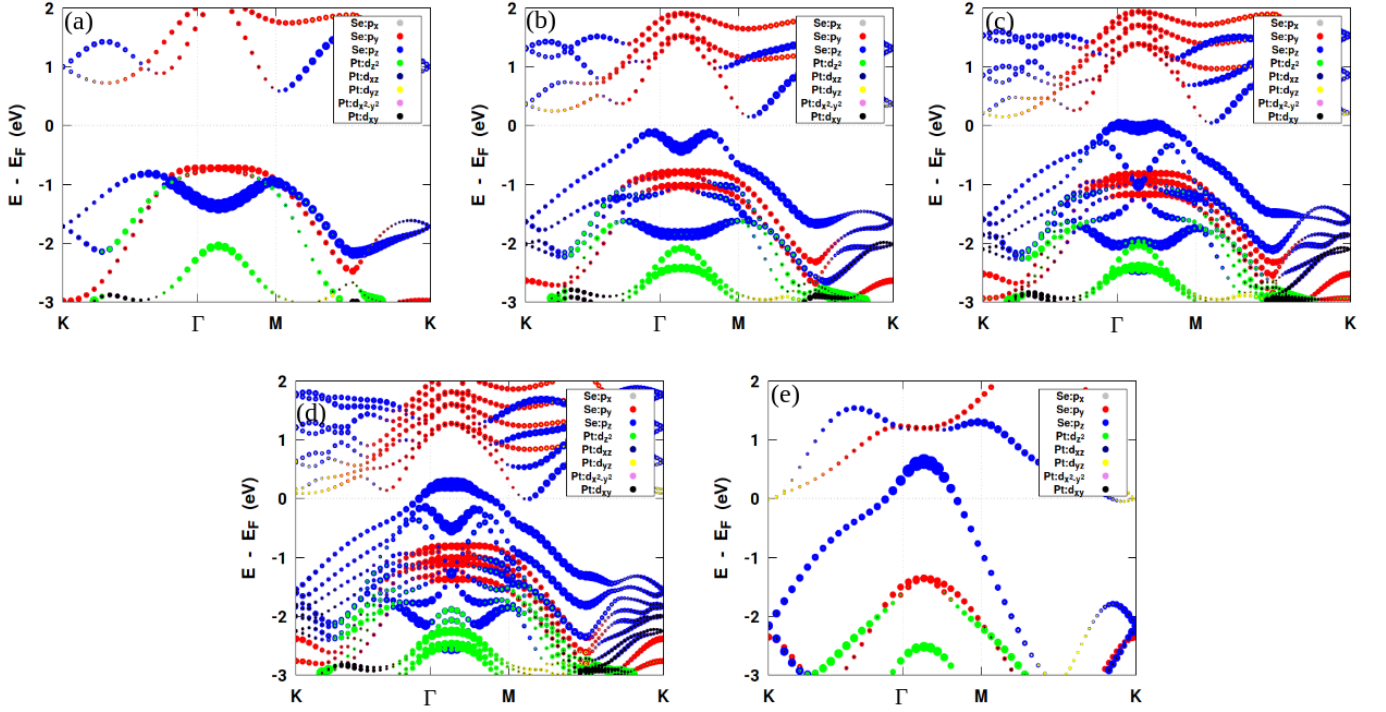 (a)
Se:px
Se:py
Se:pz
Pt:dz2
Pt:dxz
Pt:dyz
Pt:dx2-y2
Pt:dxy
E - EF (eV)
2
1
0
-1
-2
-3
K Γ M K
(b)
Se:px
Se:py
Se:pz
Pt:dz2
Pt:dxz
Pt:dyz
Pt:dx2-y2
Pt:dxy
E - EF (eV)
2
1
0
-1
-2
-3
K Γ M K
(c)
Se:px
Se:py
Se:pz
Pt:dz2
Pt:dxz
Pt:dyz
Pt:dx2-y2
Pt:dxy
E - EF (eV)
2
1
0
-1
-2
-3
K Γ M K
(d)
Se:px
Se:py
Se:pz
Pt:dz2
Pt:dxz
Pt:dyz
Pt:dx2-y2
Pt:dxy
E - EF (eV)
2
1
0
-1
-2
-3
K Γ M K
(e)
Se:px
Se:py
Se:pz
Pt:dz2
Pt:dxz
Pt:dyz
Pt:dx2-y2
Pt:dxy
E - EF (eV)
2
1
0
-1
-2
-3
K Γ M K